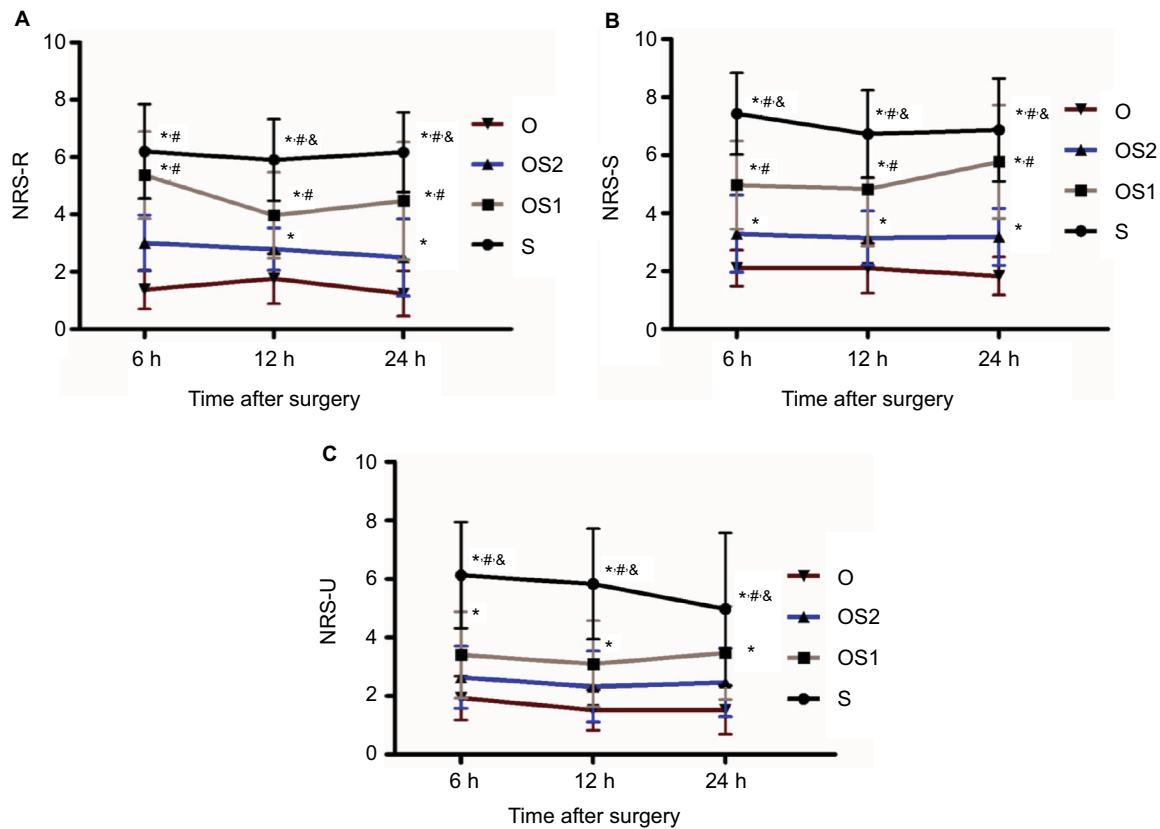 A
10
8
6
4
2
0
NRS-R
*,#
*,#
*,#,&
*,#
*
*,#,&
*,#
*
O
OS2
OS1
S
6 h 12 h 24 h
Time after surgery
B
10
8
6
4
2
0
NRS-S
*,#,&
*,#
*
*,#,&
*,#
*
*,#,&
*,#
*
O
OS2
OS1
S
6 h 12 h 24 h
Time after surgery
C
10
8
6
4
2
0
NRS-U
*,#,&
*
*,#,&
*
*,#,&
*
O
OS2
OS1
S
6 h 12 h 24 h
Time after surgery